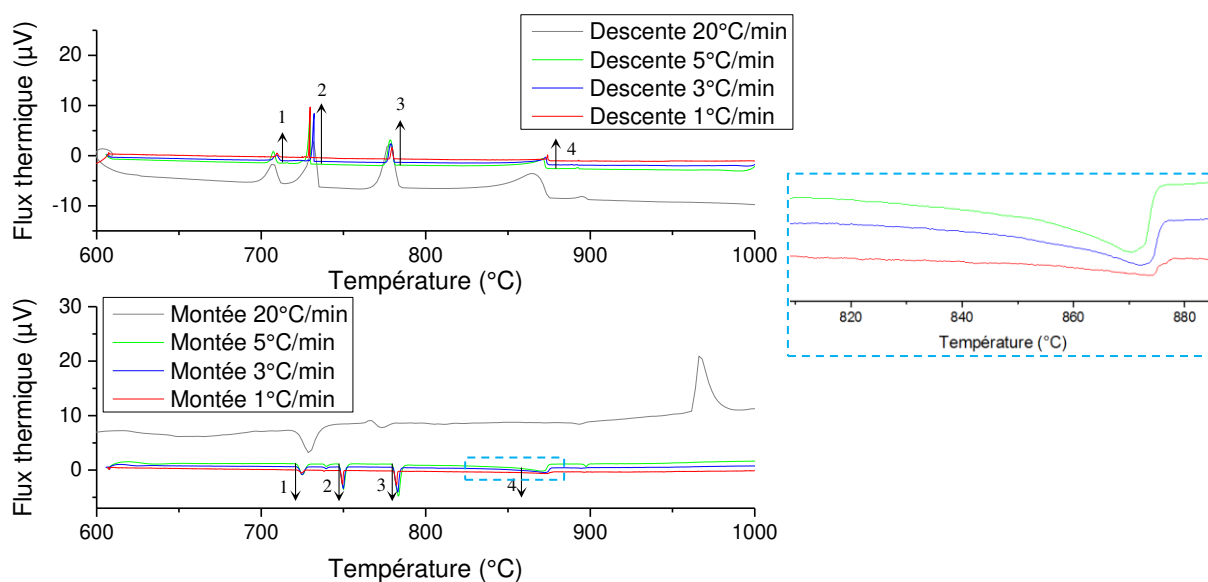 Flux thermique (µV)
20
10
0
-10
600
700
800
900
1000
Température (°C)
1
2
3
4
Descente 20°C/min
Descente 5°C/min
Descente 3°C/min
Descente 1°C/min
820
840
860
880
Température (°C)
Flux thermique (µV)
30
20
10
0
600
700
800
900
1000
Température (°C)
Montée 20°C/min
Montée 5°C/min
Montée 3°C/min
Montée 1°C/min
1
2
3
4